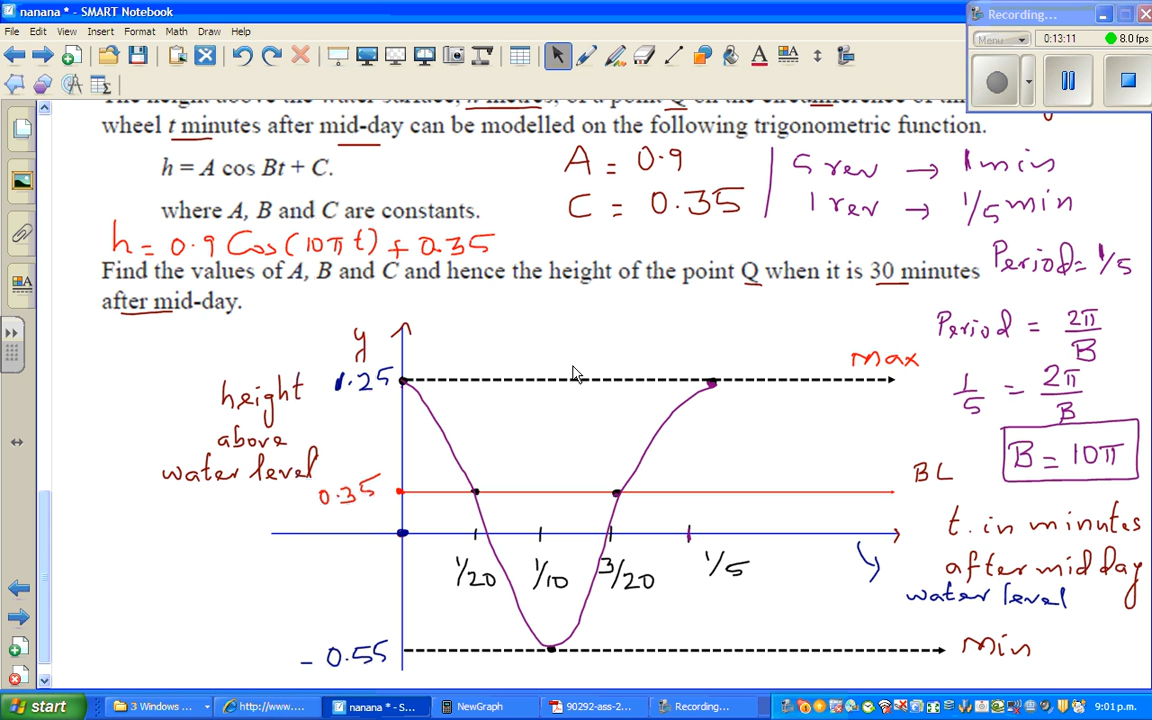 nanana * - SMART Notebook
Recording...
File Edit View Insert Format Math Draw Help
Menu
0:13:11
8.0 fps
wheel t minutes after mid-day can be modelled on the following trigonometric function.
h = A cos Bt + C.
A = 0.9
5 rev → 1 min
where A, B and C are constants.
C = 0.35
1 rev → 1/5 min
h = 0.9 Cos(10π t) + 0.35
Find the values of A, B and C and hence the height of the point Q when it is 30 minutes
Period = 1/5
after mid-day.
Period = 2π/B
y
max
1.25
1/5 = 2π/B
height
above
water level
B = 10π
BL
0.35
t. in minutes
after mid day
1/20 1/10 3/20 1/5
water level
- 0.55
min
start
3 Windows ...
http://www....
nanana * - S...
NewGraph
90292-ass-2...
Recording...
9:01 p.m.